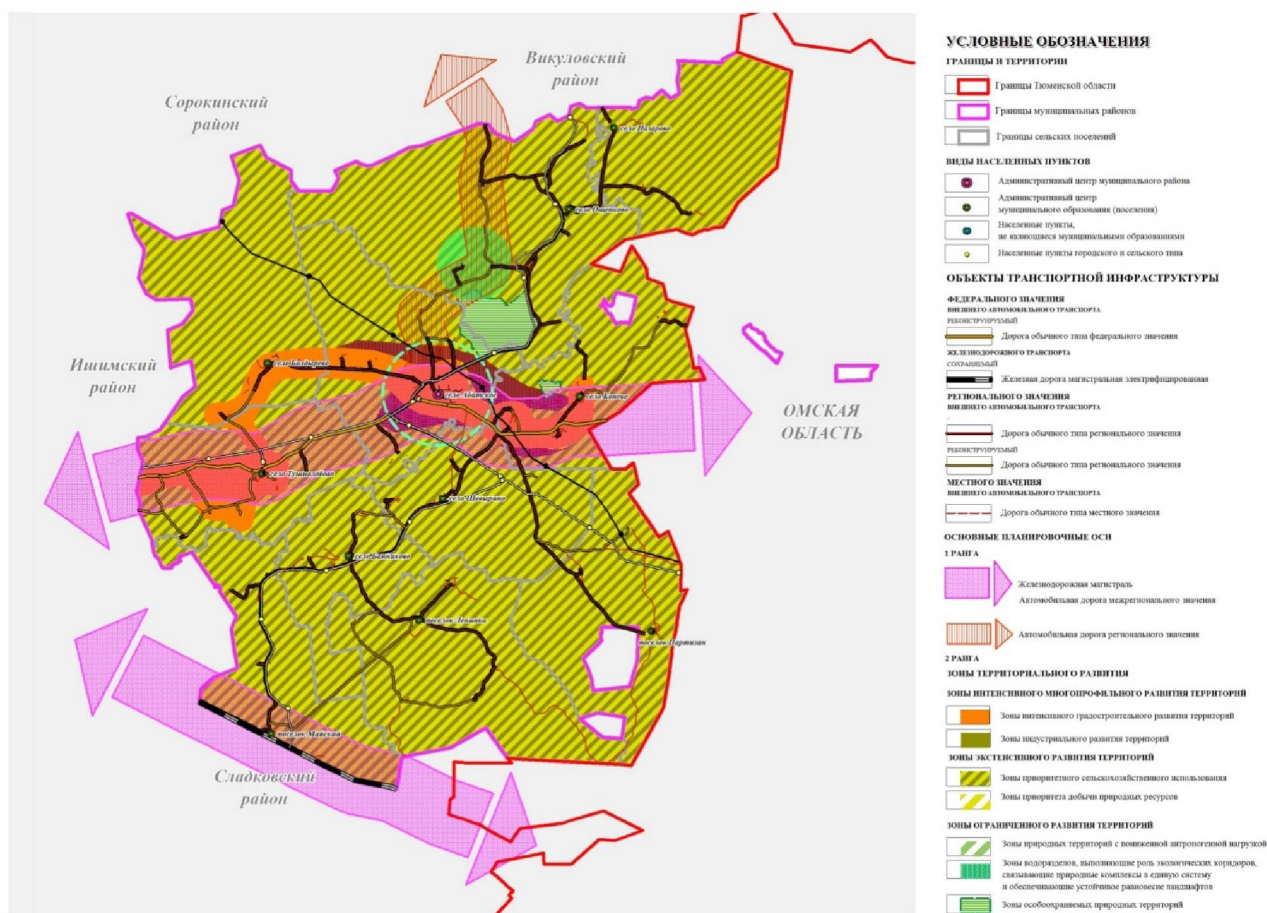 Викуловский
район
Сорокинский
район
село Назарово
село Ощепково
Ишимский
район
село Болдырево
село Абатское
село Конево
ОМСКАЯ
ОБЛАСТЬ
село Тушнолобово
село Шевырино
село Банниково
поселок Ленинка
поселок Партизан
поселок Майский
Сладковский
район
УСЛОВНЫЕ ОБОЗНАЧЕНИЯ
ГРАНИЦЫ И ТЕРРИТОРИИ
Границы Тюменской области
Границы муниципальных районов
Границы сельских поселений
ВИДЫ НАСЕЛЕННЫХ ПУНКТОВ
Административный центр муниципального района
Административный центр
муниципального образования (поселения)
Населенные пункты,
не являющиеся муниципальными образованиями
Населенные пункты городского и сельского типа
ОБЪЕКТЫ ТРАНСПОРТНОЙ ИНФРАСТРУКТУРЫ
ФЕДЕРАЛЬНОГО ЗНАЧЕНИЯ
ВНЕШНЕГО АВТОМОБИЛЬНОГО ТРАНСПОРТА
РЕКОНСТРУИРУЕМЫЙ
Дорога обычного типа федерального значения
ЖЕЛЕЗНОДОРОЖНОГО ТРАНСПОРТА
СОХРАНЯЕМЫЙ
Железная дорога магистральная электрифицированная
РЕГИОНАЛЬНОГО ЗНАЧЕНИЯ
ВНЕШНЕГО АВТОМОБИЛЬНОГО ТРАНСПОРТА
Дорога обычного типа регионального значения
РЕКОНСТРУИРУЕМЫЙ
Дорога обычного типа регионального значения
МЕСТНОГО ЗНАЧЕНИЯ
ВНЕШНЕГО АВТОМОБИЛЬНОГО ТРАНСПОРТА
Дорога обычного типа местного значения
ОСНОВНЫЕ ПЛАНИРОВОЧНЫЕ ОСИ
1 РАНГА
Железнодорожная магистраль
Автомобильная дорога межрегионального значения
Автомобильная дорога регионального значения
2 РАНГА
ЗОНЫ ТЕРРИТОРИАЛЬНОГО РАЗВИТИЯ
ЗОНЫ ИНТЕНСИВНОГО МНОГОПРОФИЛЬНОГО РАЗВИТИЯ ТЕРРИТОРИЙ
Зоны интенсивного градостроительного развития территорий
Зоны индустриального развития территорий
ЗОНЫ ЭКСТЕНСИВНОГО РАЗВИТИЯ ТЕРРИТОРИЙ
Зоны приоритетного сельскохозяйственного использования
Зоны приоритета добычи природных ресурсов
ЗОНЫ ОГРАНИЧЕННОГО РАЗВИТИЯ ТЕРРИТОРИЙ
Зоны природных территорий с пониженной антропогенной нагрузкой
Зоны водоразделов, выполняющие роль экологических коридоров,
связывающие природные комплексы в единую систему
и обеспечивающие устойчивое равновесие ландшафтов
Зоны особоохраняемых природных территорий